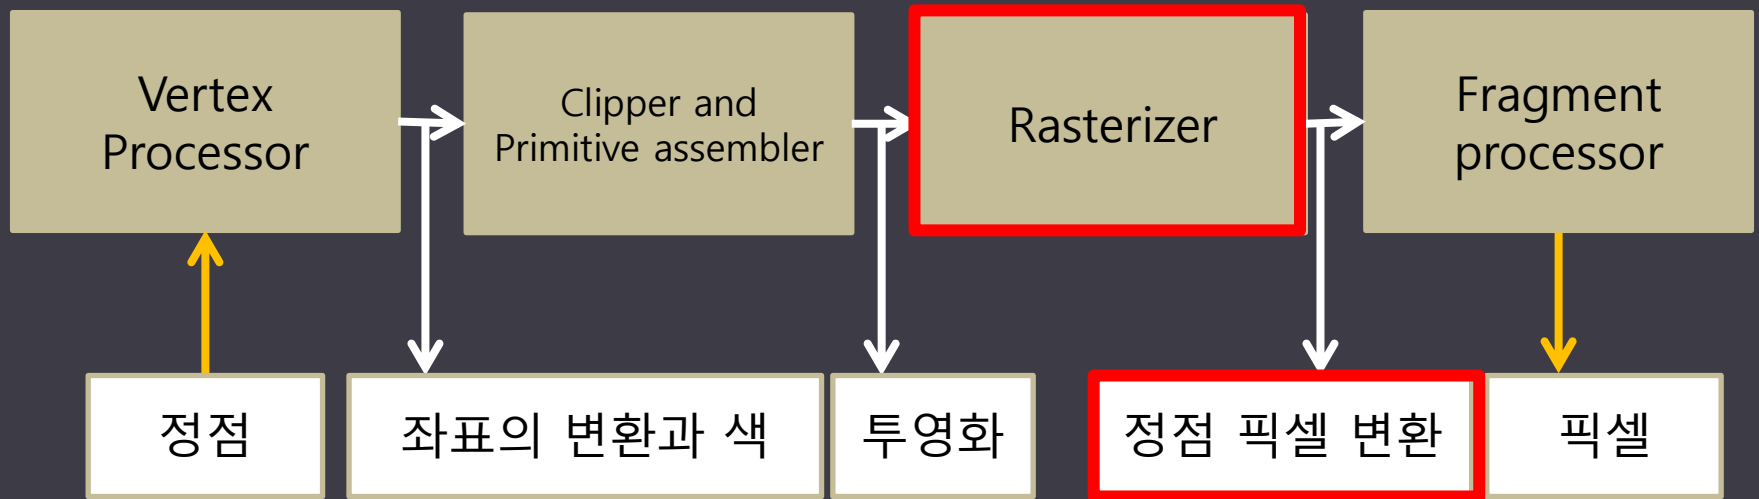 Vertex
Processor
Clipper and
Primitive assembler
Rasterizer
Fragment
processor
정점
좌표의 변환과 색
투영화
정점 픽셀 변환
픽셀